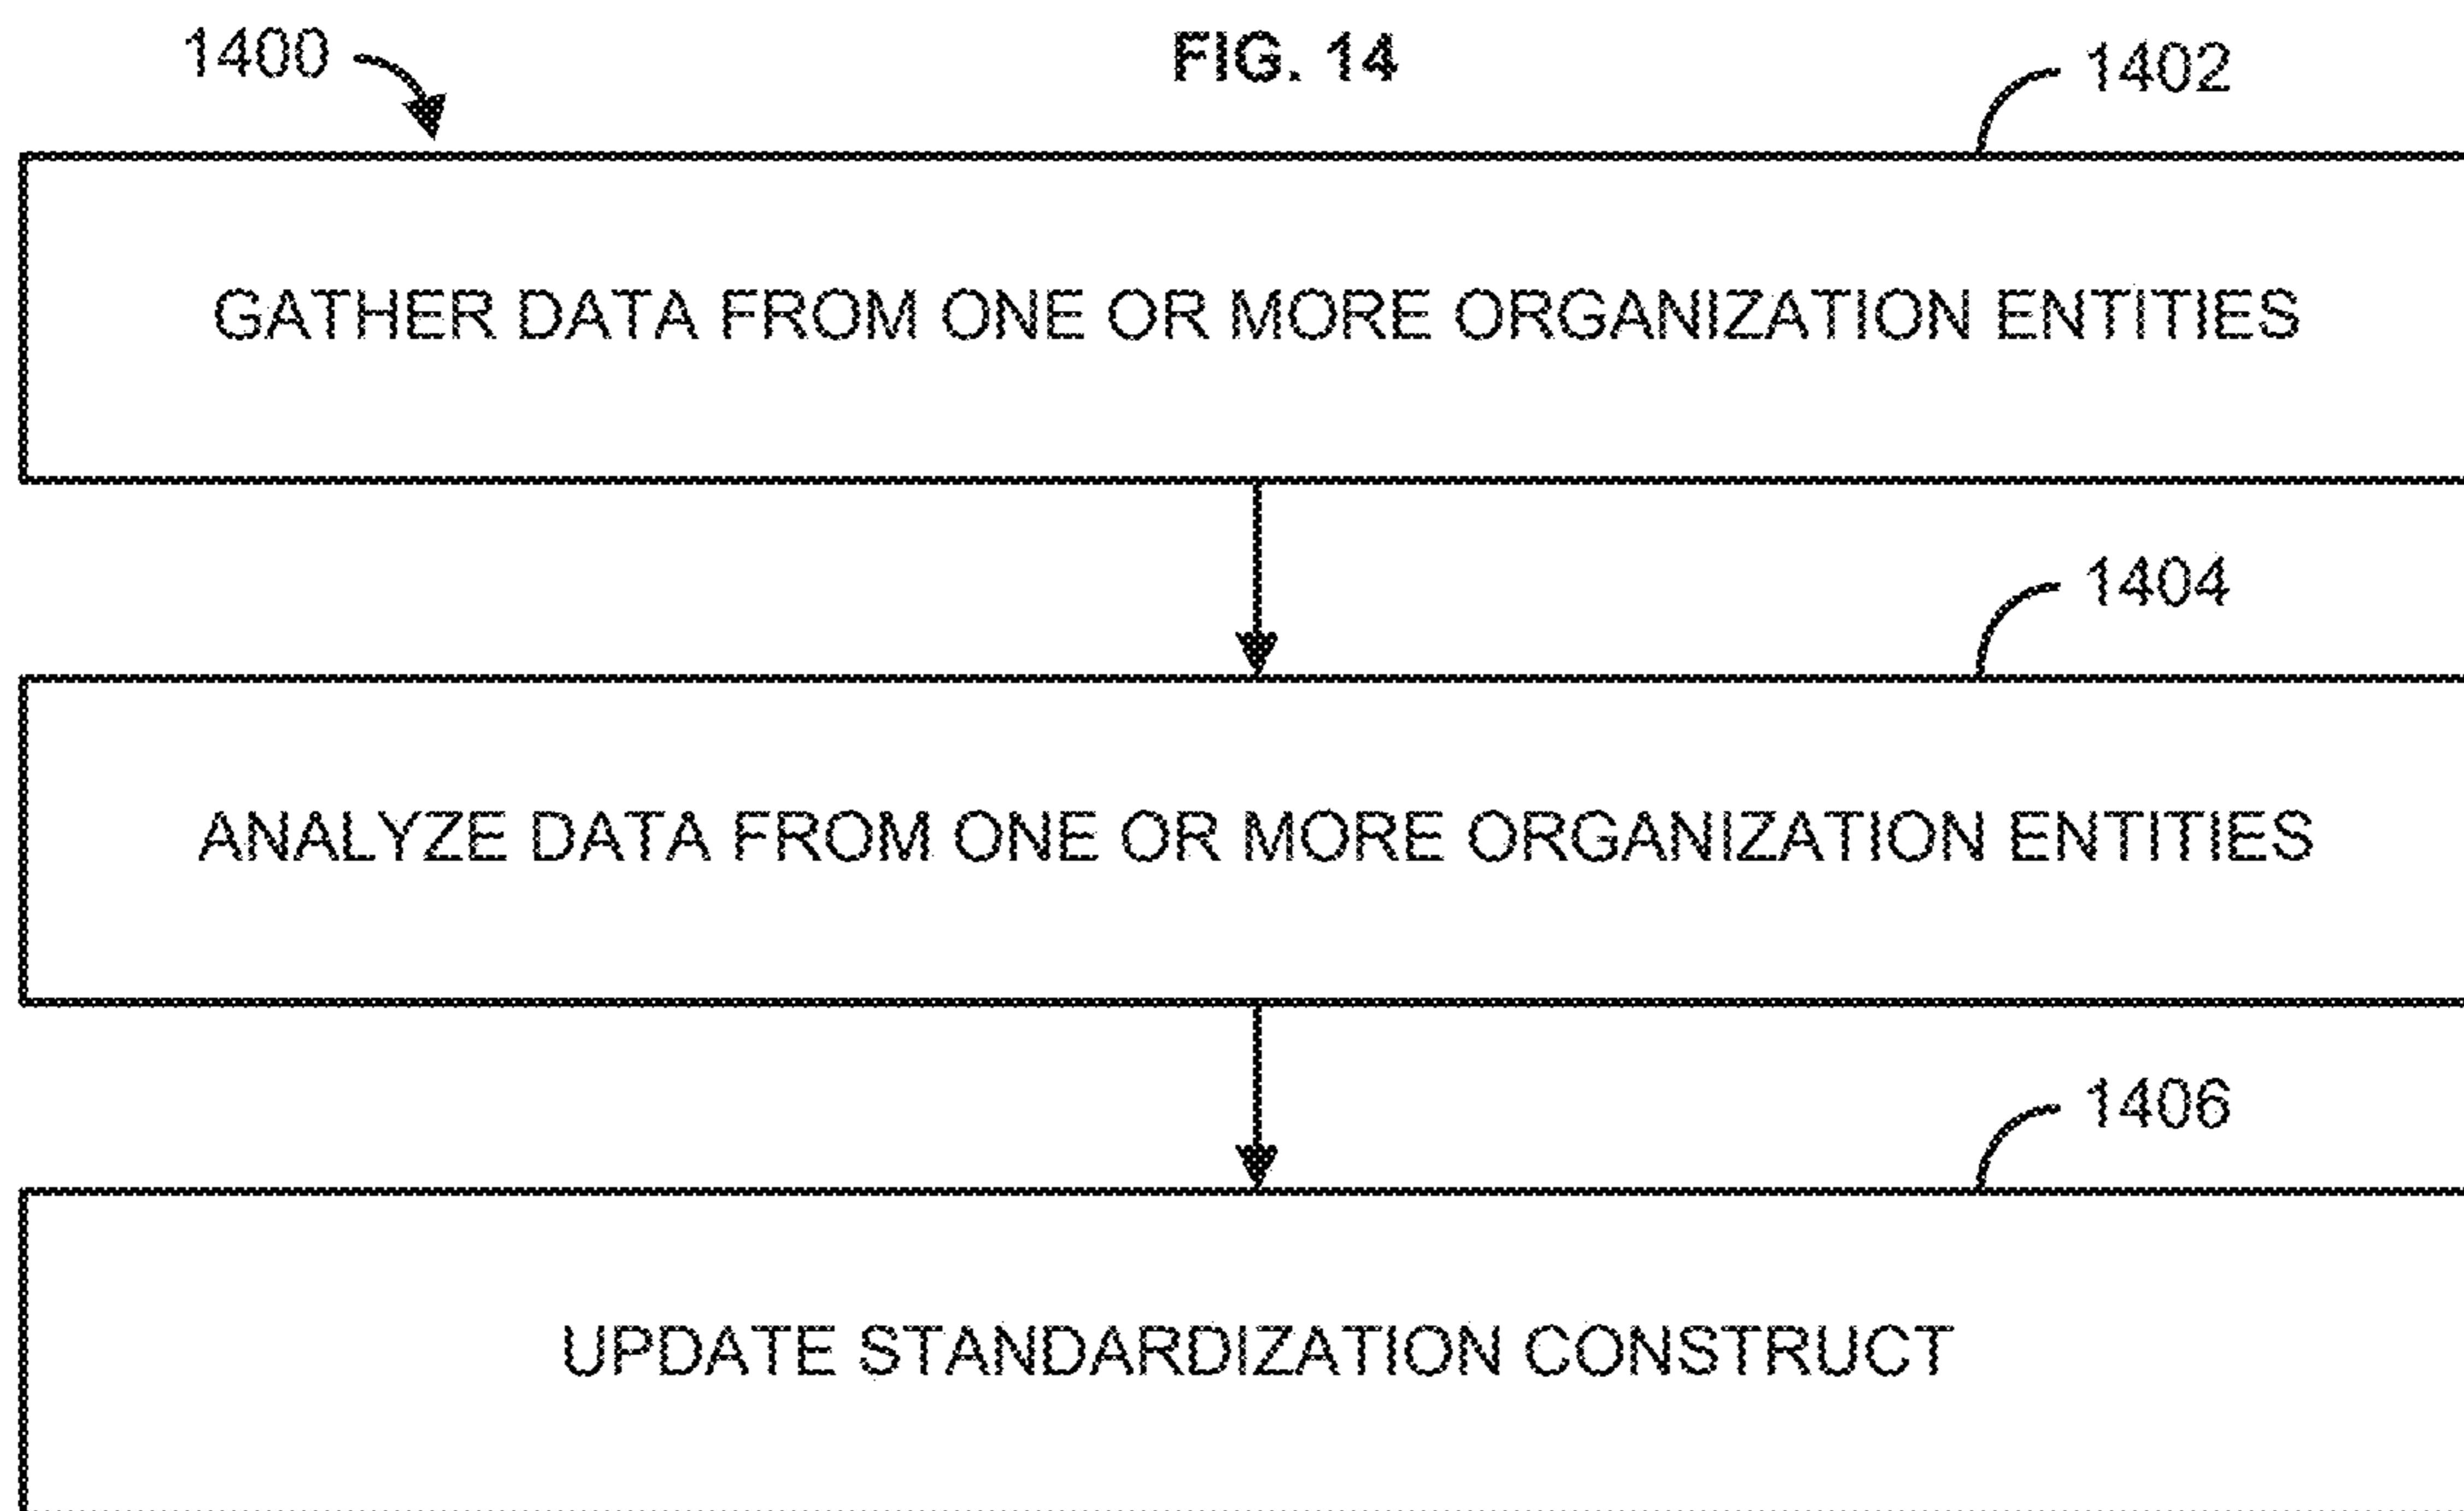 1400
FIG. 14
1402
GATHER DATA FROM ONE OR MORE ORGANIZATION ENTITIES
1404
ANALYZE DATA FROM ONE OR MORE ORGANIZATION ENTITIES
1406
UPDATE STANDARDIZATION CONSTRUCT